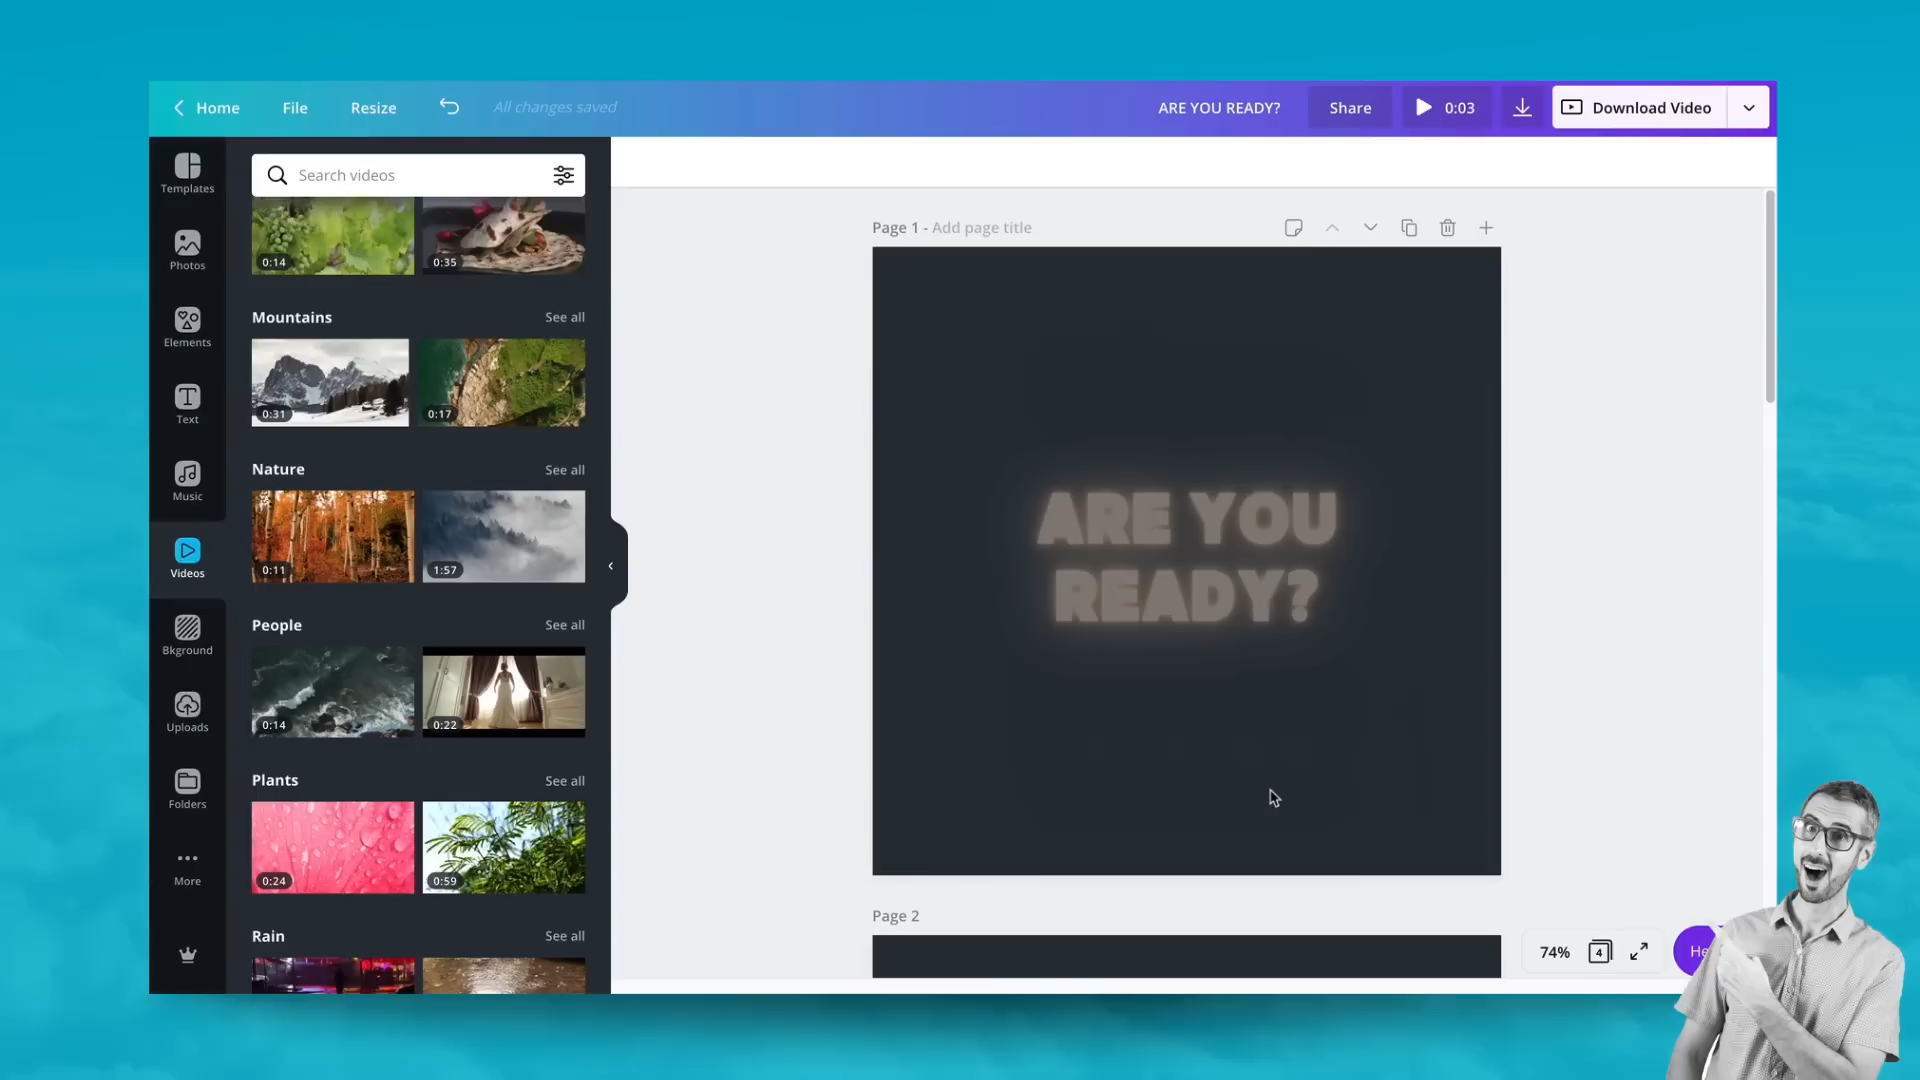 Home File Resize All changes saved ARE YOU READY? Share 0:03 Download Video
Templates
Photos
Elements
Text
Music
Videos
Bkground
Uploads
Folders
More
Search videos
0:14 0:35
Mountains See all
0:31 0:17
Nature See all
0:11 1:57
People See all
0:14 0:22
Plants See all
0:24 0:59
Rain See all
Page 1 - Add page title
ARE YOU
READY?
Page 2
74% 4